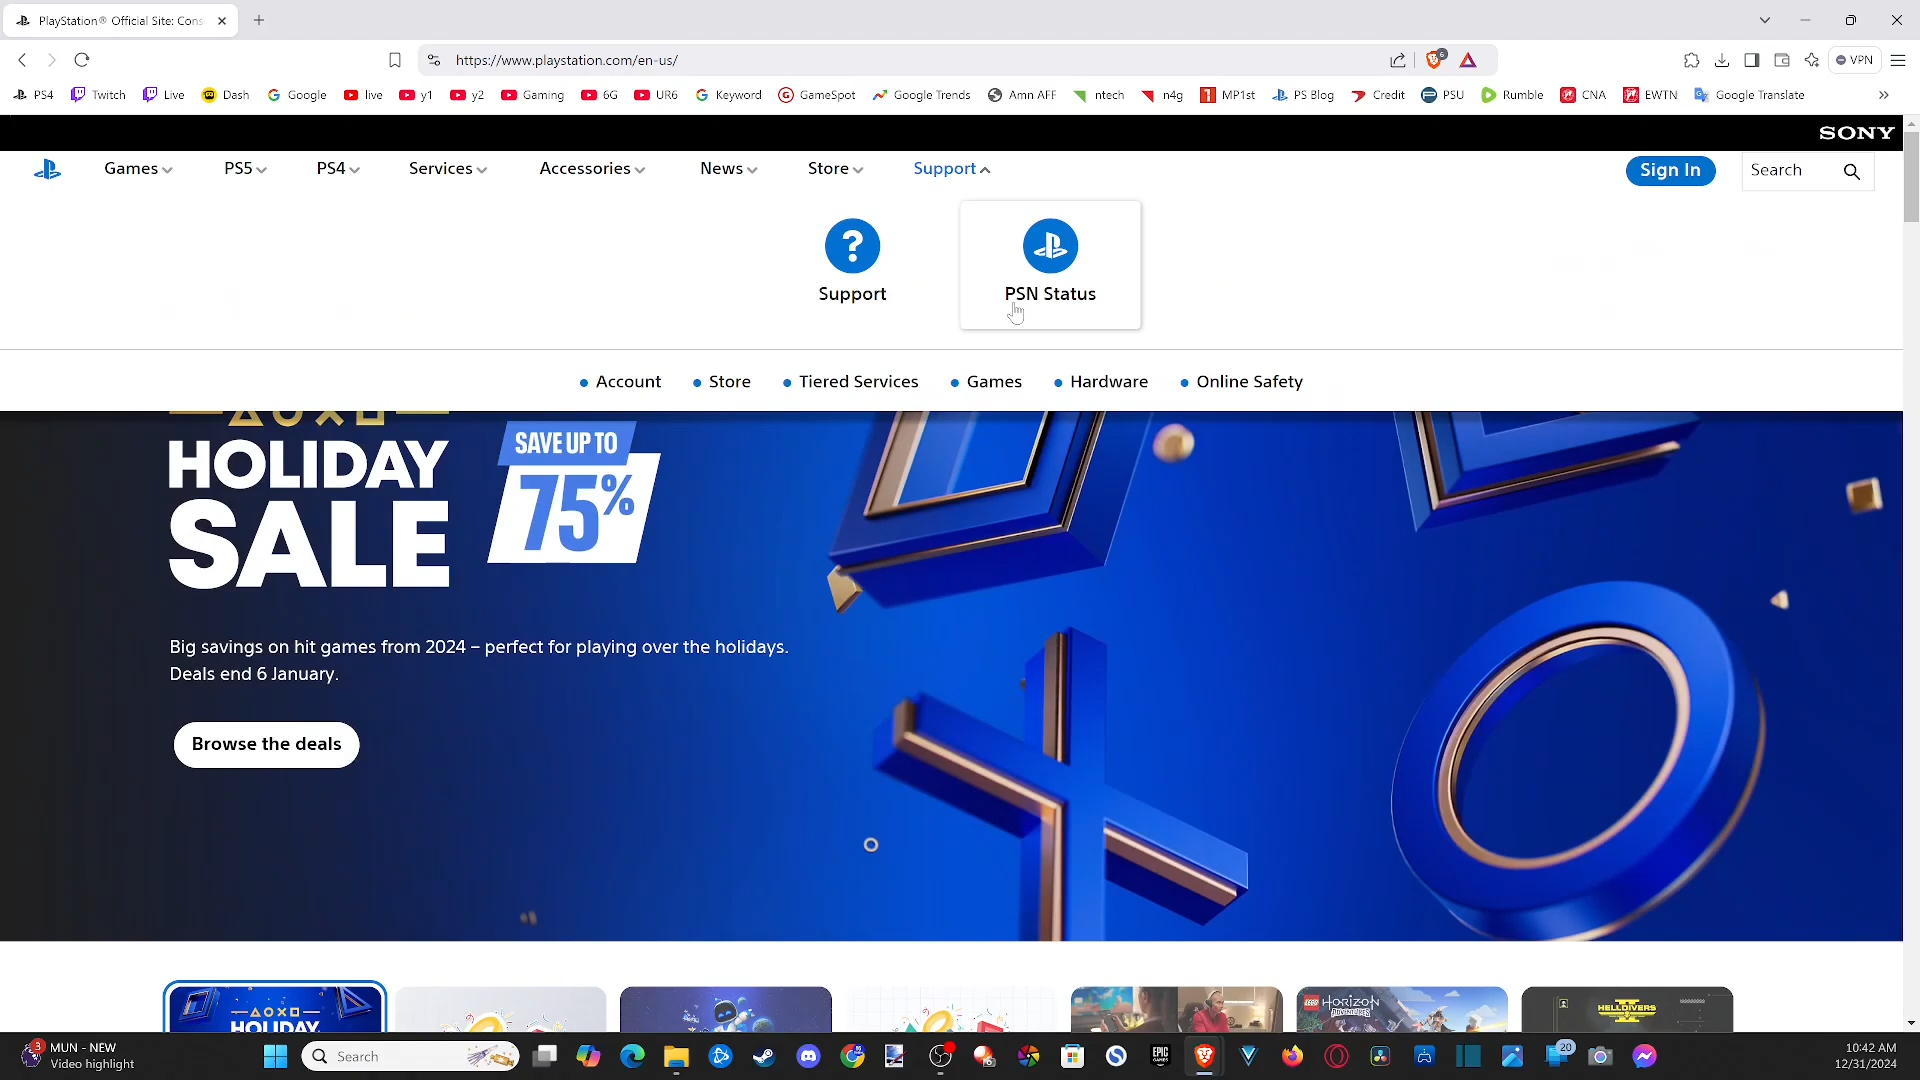 PlayStation® Official Site: Cons
https://www.playstation.com/en-us/
6
VPN
PS4 Twitch Live Dash Google live y1 y2 Gaming 6G UR6 Keyword GameSpot Google Trends Amn AFF ntech n4g MP1st PS Blog Credit PSU Rumble CNA EWTN Google Translate
SONY
Games PS5 PS4 Services Accessories News Store Support Sign In Search
Support PSN Status
Account Store Tiered Services Games Hardware Online Safety
HOLIDAY
SALE
SAVE UP TO
75%
Big savings on hit games from 2024 – perfect for playing over the holidays.
Deals end 6 January.
Browse the deals
HOLIDAY
HORIZON
ADVENTURES
HELLDIVERS
3
MUN - NEW
Video highlight
Search
EPIC
GAMES
20
10:42 AM
12/31/2024